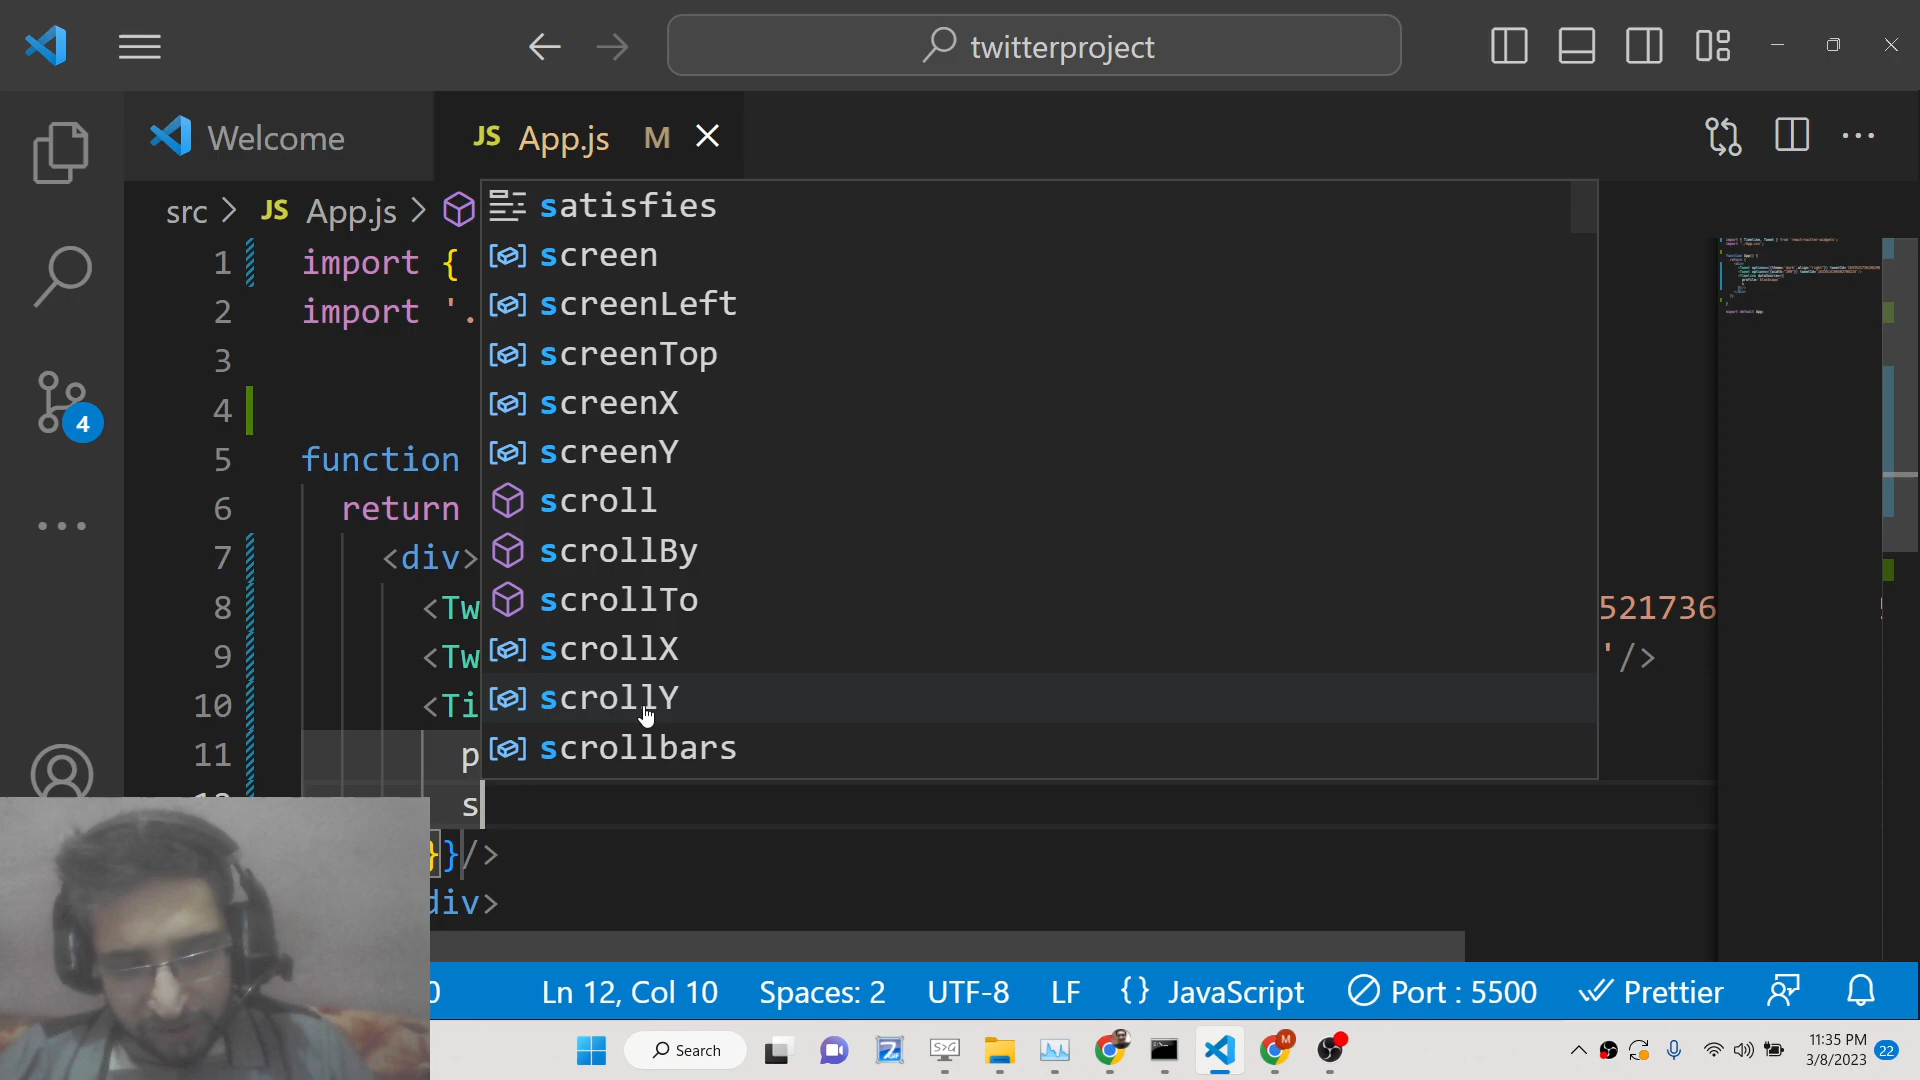 twitterproject
Welcome
JS App.js M
src > JS App.js >
1 import {
2 import '.
3
4
5 function
6 return
7 <div>
8 <Tw
521736
9 <Tw
'/>
10 <Ti
11 p
s
}}/>
div>
satisfies
screen
screenLeft
screenTop
screenX
screenY
scroll
scrollBy
scrollTo
scrollX
scrollY
scrollbars
4
0 Ln 12, Col 10 Spaces: 2 UTF-8 LF {} JavaScript Port : 5500 Prettier
Search
11:35 PM
3/8/2023
22